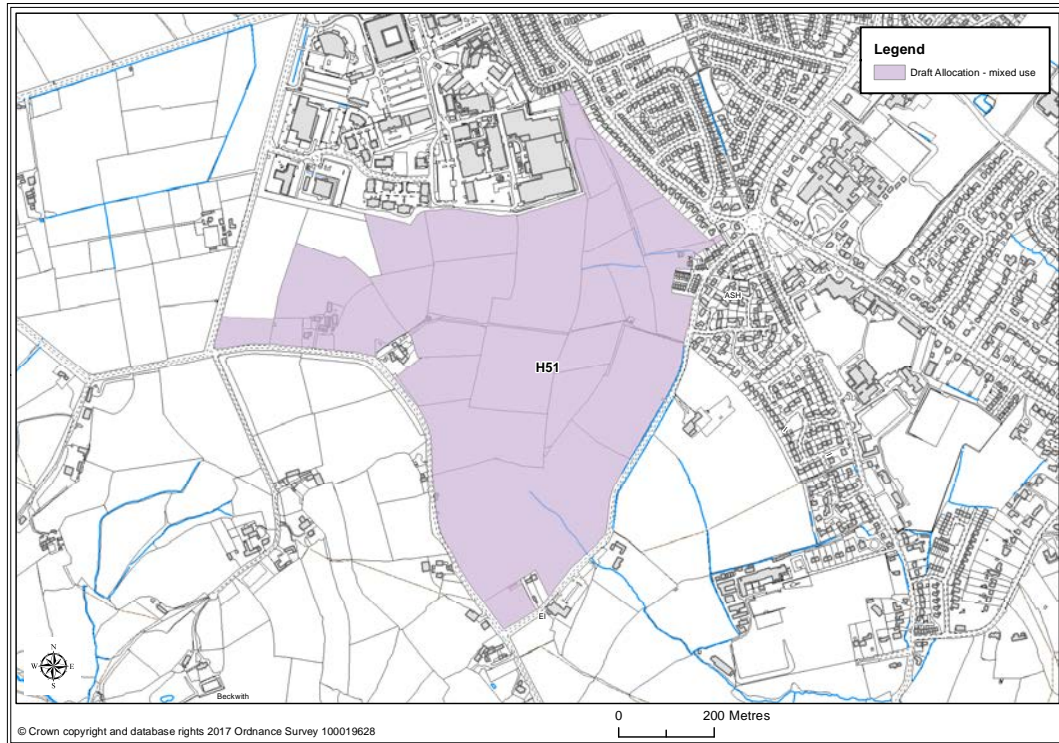 Legend
Draft Allocation - mixed use
ASH
H51
EI
N
W E
S
Beckwith
0 200 Metres
© Crown copyright and database rights 2017 Ordnance Survey 100019628